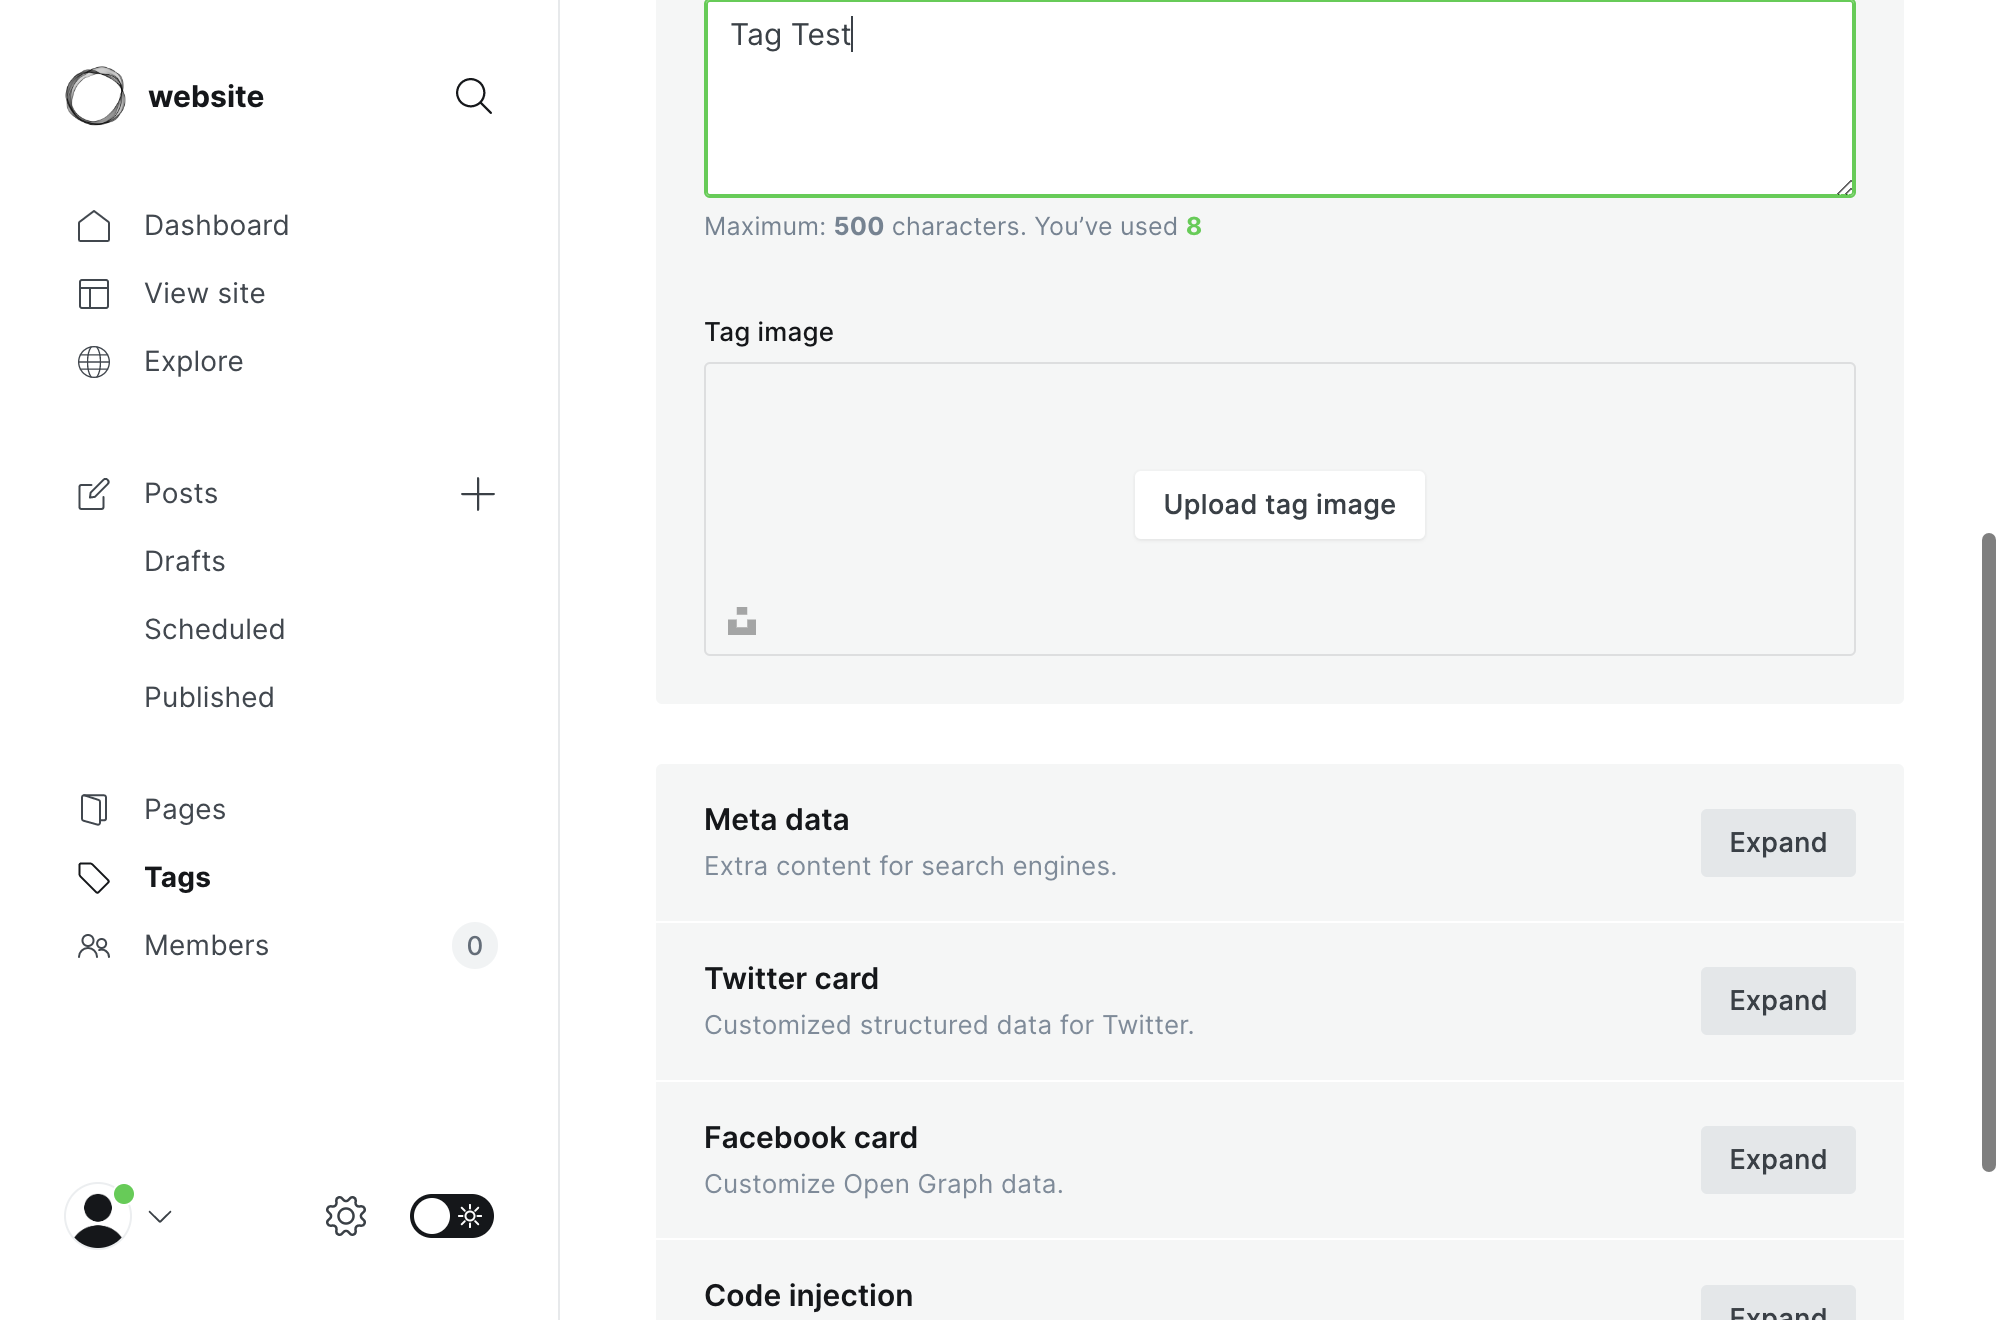 website
Dashboard
View site
Explore
Posts
Drafts
Scheduled
Published
Pages
Tags
Members 0
Tag Test
Maximum: 500 characters. You’ve used 8
Tag image
Upload tag image
Meta data
Extra content for search engines.
Expand
Twitter card
Customized structured data for Twitter.
Expand
Facebook card
Customize Open Graph data.
Expand
Code injection
Expand